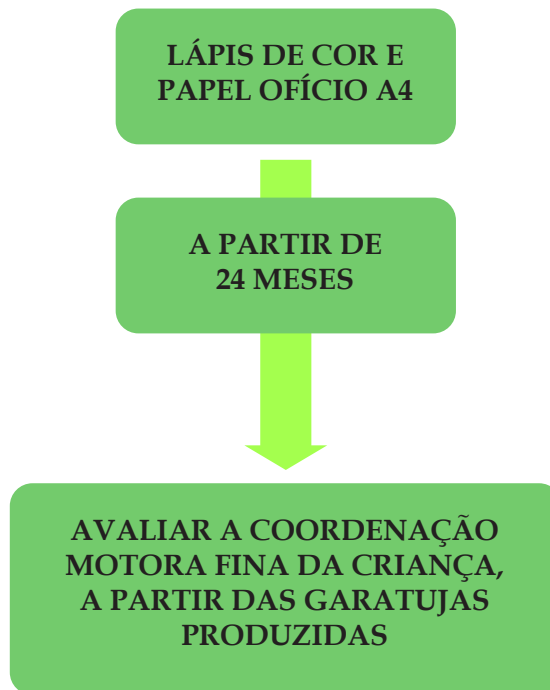 LÁPIS DE COR E
PAPEL OFÍCIO A4
A PARTIR DE
24 MESES
AVALIAR A COORDENAÇÃO
MOTORA FINA DA CRIANÇA,
A PARTIR DAS GARATUJAS
PRODUZIDAS